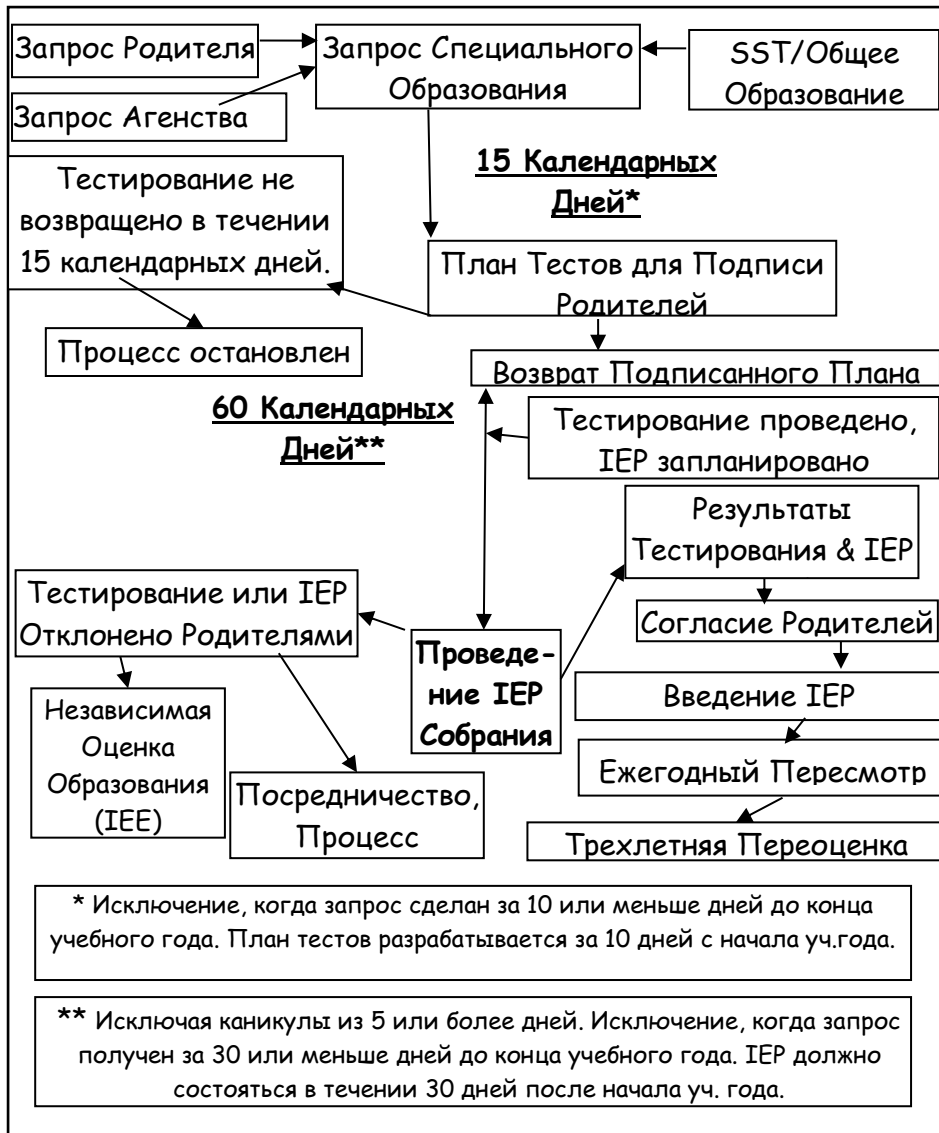 Запрос Родителя
Запрос Специального
Образования
SST/Общее
Образование
Запрос Агенства
15 Календарных
Дней*
Тестирование не
возвращено в течении
15 календарных дней.
План Тестов для Подписи
Родителей
Процесс остановлен
Возврат Подписанного Плана
60 Календарных
Дней**
Тестирование проведено,
IEP запланировано
Результаты
Тестирования & IEP
Тестирование или IEP
Отклонено Родителями
Согласие Родителей
Проведе-
ние IEP
Собрания
Введение IEP
Независимая
Оценка
Образования
(IEE)
Ежегодный Пересмотр
Посредничество,
Процесс
Трехлетняя Переоценка
* Исключение, когда запрос сделан за 10 или меньше дней до конца
учебного года. План тестов разрабатывается за 10 дней с начала уч.года.
** Исключая каникулы из 5 или более дней. Исключение, когда запрос
получен за 30 или меньше дней до конца учебного года. IEP должно
состояться в течении 30 дней после начала уч. года.